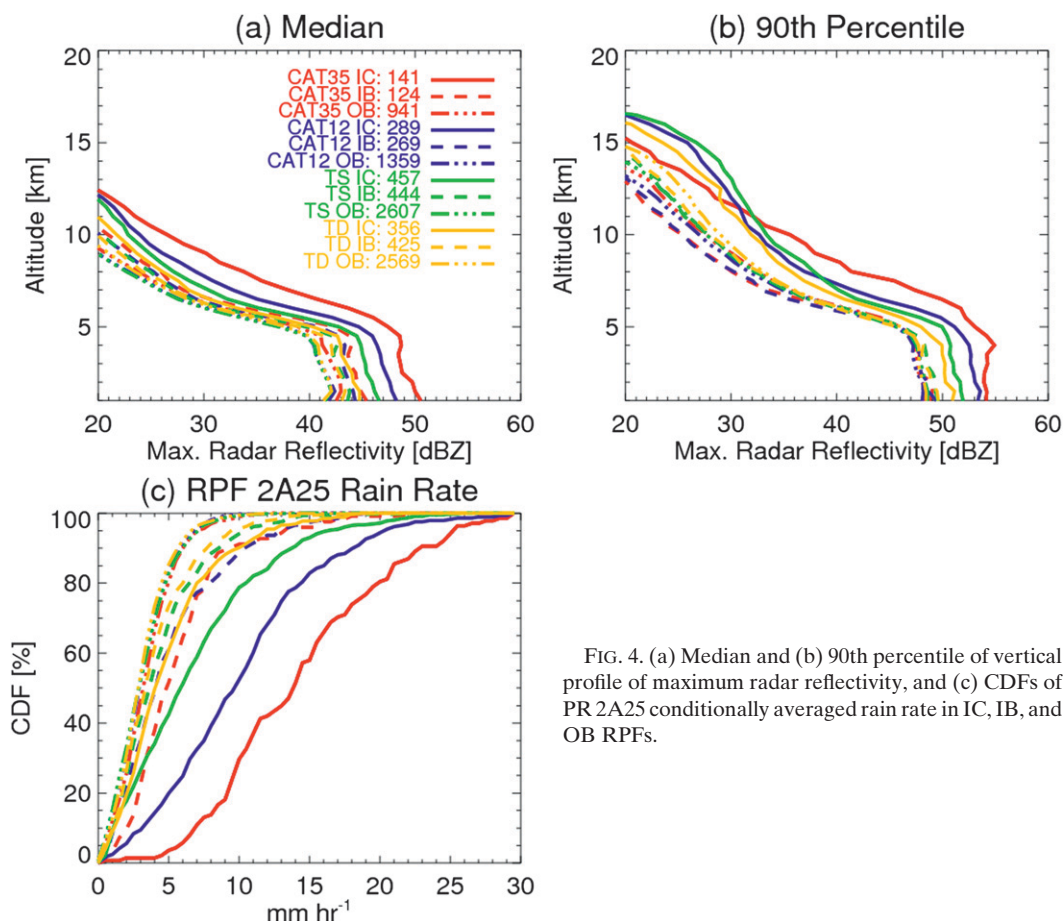 (a) Median
20
15
10
5
Altitude [km]
CAT35 IC: 141
CAT35 IB: 124
CAT35 OB: 941
CAT12 IC: 289
CAT12 IB: 269
CAT12 OB: 1359
TS IC: 457
TS IB: 444
TS OB: 2607
TD IC: 356
TD IB: 425
TD OB: 2569
20 30 40 50 60
Max. Radar Reflectivity [dBZ]
(b) 90th Percentile
20
15
10
5
Altitude [km]
20 30 40 50 60
Max. Radar Reflectivity [dBZ]
(c) RPF 2A25 Rain Rate
100
80
60
40
20
0
CDF [%]
0 5 10 15 20 25 30
mm hr⁻¹
FIG. 4. (a) Median and (b) 90th percentile of vertical
profile of maximum radar reflectivity, and (c) CDFs of
PR 2A25 conditionally averaged rain rate in IC, IB, and
OB RPFs.